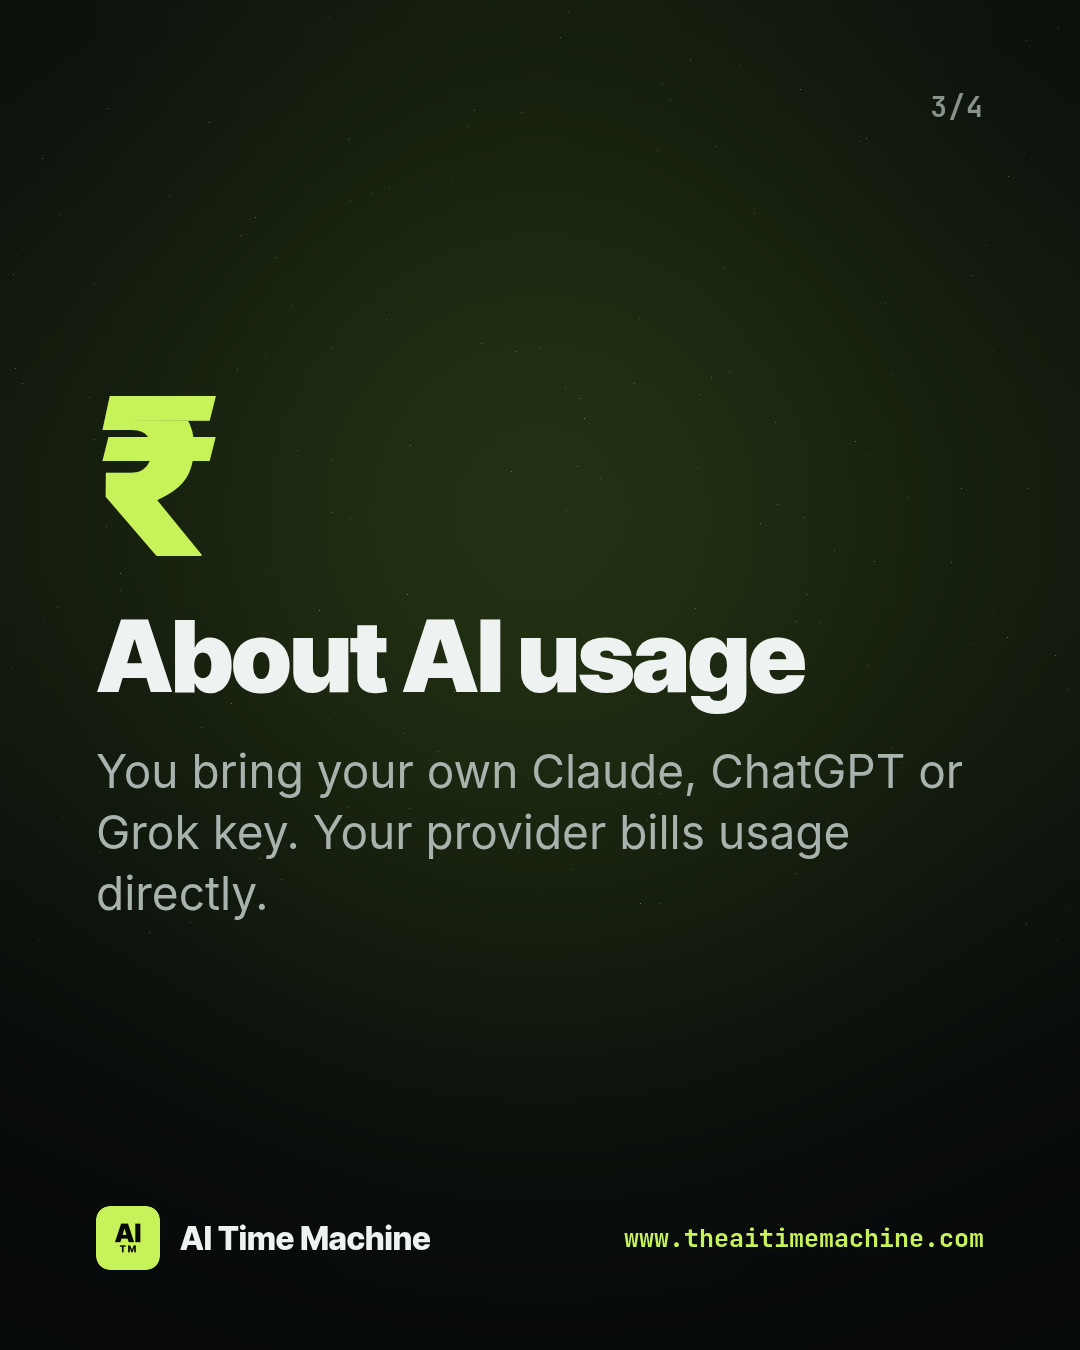 3/4
₹
About AI usage
You bring your own Claude, ChatGPT or
Grok key. Your provider bills usage
directly.
AI
TM
AI Time Machine
www.theaitimemachine.com